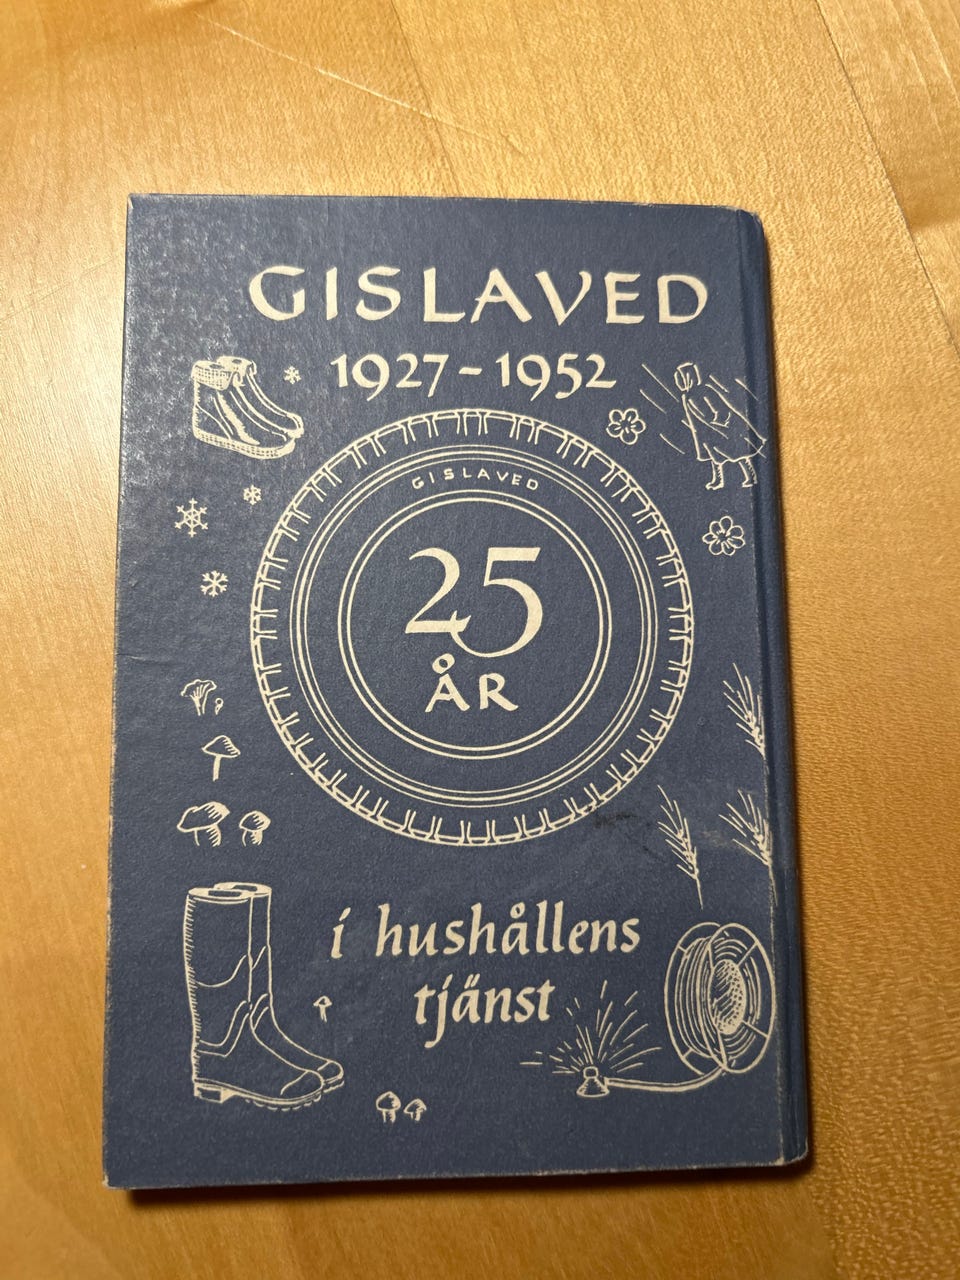 GISLAVED
1927-1952
GISLAVED
25
ÅR
i hushållens
tjänst